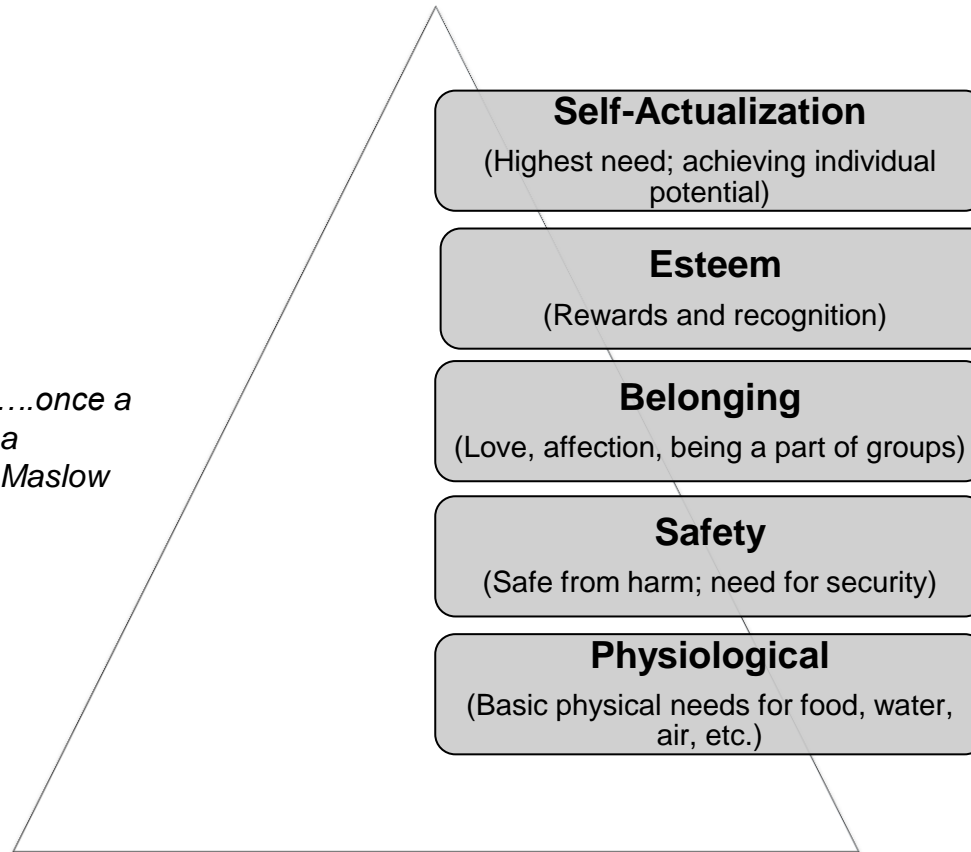 Self-Actualization
(Highest need; achieving individual
potential)
Esteem
(Rewards and recognition)
….once a
a
Maslow
Belonging
(Love, affection, being a part of groups)
Safety
(Safe from harm; need for security)
Physiological
(Basic physical needs for food, water,
air, etc.)